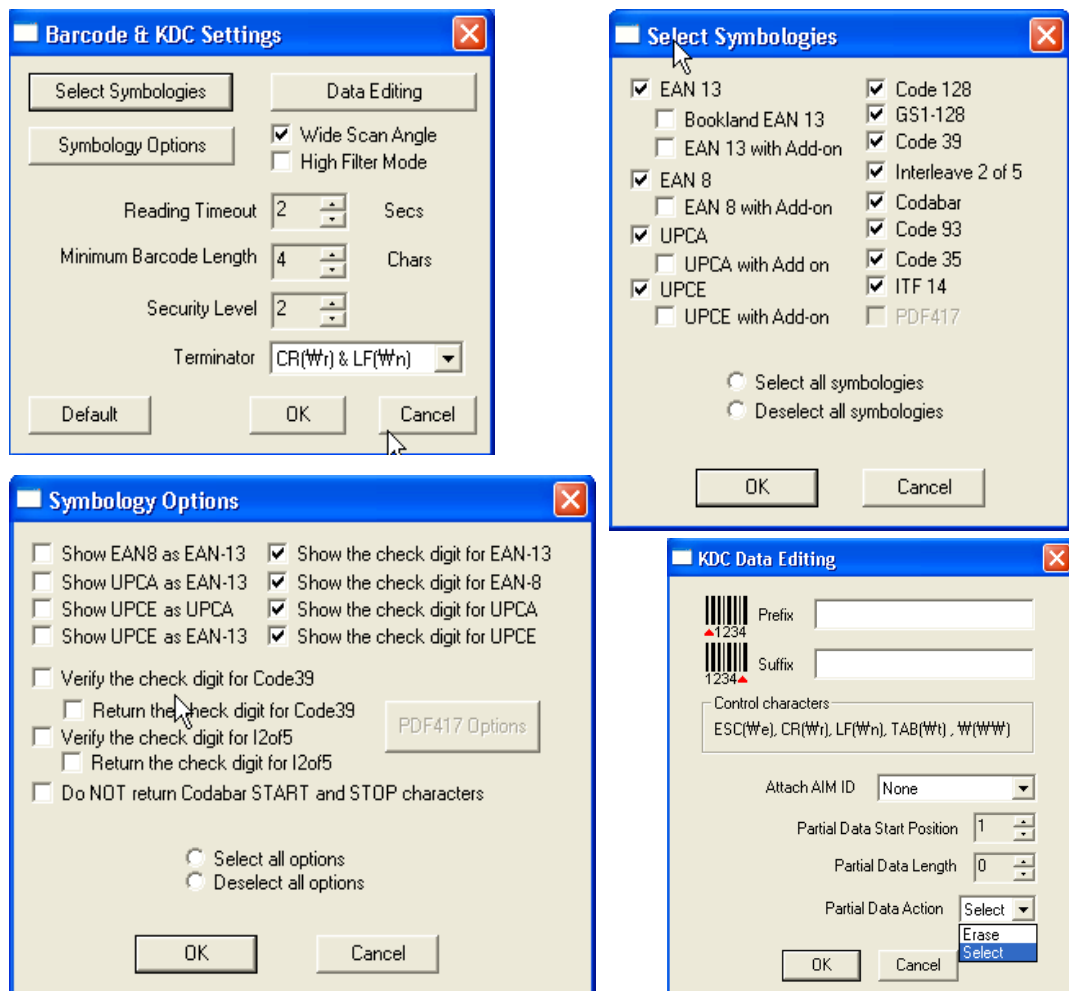 Barcode & KDC Settings
Select Symbologies
Data Editing
Symbology Options
Wide Scan Angle
High Filter Mode
Reading Timeout 2 Secs
Minimum Barcode Length 4 Chars
Security Level 2
Terminator CR(₩r) & LF(₩n)
Default OK Cancel
Select Symbologies
EAN 13
Bookland EAN 13
EAN 13 with Add-on
EAN 8
EAN 8 with Add-on
UPCA
UPCA with Add on
UPCE
UPCE with Add-on
Code 128
GS1-128
Code 39
Interleave 2 of 5
Codabar
Code 93
Code 35
ITF 14
PDF417
Select all symbologies
Deselect all symbologies
OK Cancel
Symbology Options
Show EAN8 as EAN-13
Show UPCA as EAN-13
Show UPCE as UPCA
Show UPCE as EAN-13
Show the check digit for EAN-13
Show the check digit for EAN-8
Show the check digit for UPCA
Show the check digit for UPCE
Verify the check digit for Code39
Return the check digit for Code39
Verify the check digit for I2of5
Return the check digit for I2of5
Do NOT return Codabar START and STOP characters
PDF417 Options
Select all options
Deselect all options
OK Cancel
KDC Data Editing
1234 Prefix
1234 Suffix
Control characters
ESC(₩e), CR(₩r), LF(₩n), TAB(₩t) , ₩(₩₩)
Attach AIM ID None
Partial Data Start Position 1
Partial Data Length 0
Partial Data Action Select
Erase
Select
OK Cancel